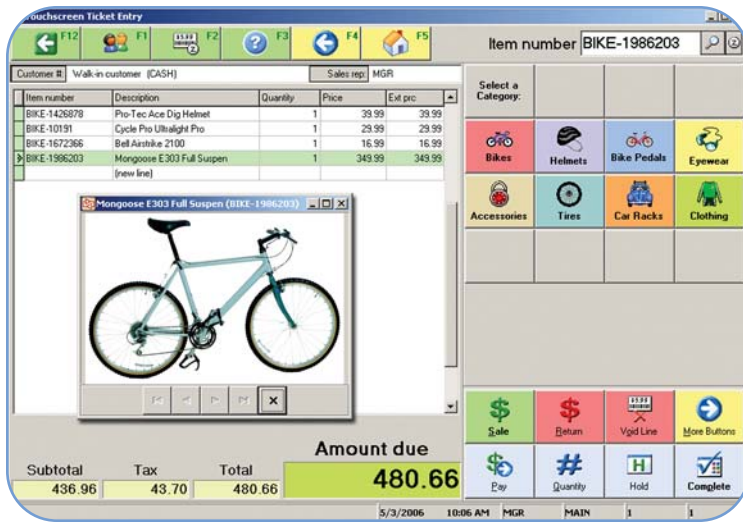 Touchscreen Ticket Entry
F12 F1 F2 F3 F4 F5
Item number BIKE-1986203
Customer #: Walk-in customer (CASH) Sales rep: MGR
Item number Description Quantity Price Ext prc
BIKE-1426878 Pro-Tec Ace Dig Helmet 1 39.99 39.99
BIKE-10191 Cycle Pro Ultralight Pro 1 29.99 29.99
BIKE-1672366 Bell Airstrike 2100 1 16.99 16.99
BIKE-1986203 Mongoose E303 Full Suspen 1 349.99 349.99
(new line)
Mongoose E303 Full Suspen (BIKE-1986203)
Select a
Category:
Bikes Helmets Bike Pedals Eyewear
Accessories Tires Car Racks Clothing
Sale Return Void Line More Buttons
Pay Quantity Hold Complete
Amount due
Subtotal Tax Total
436.96 43.70 480.66 480.66
5/3/2006 10:06 AM MGR MAIN 1 1